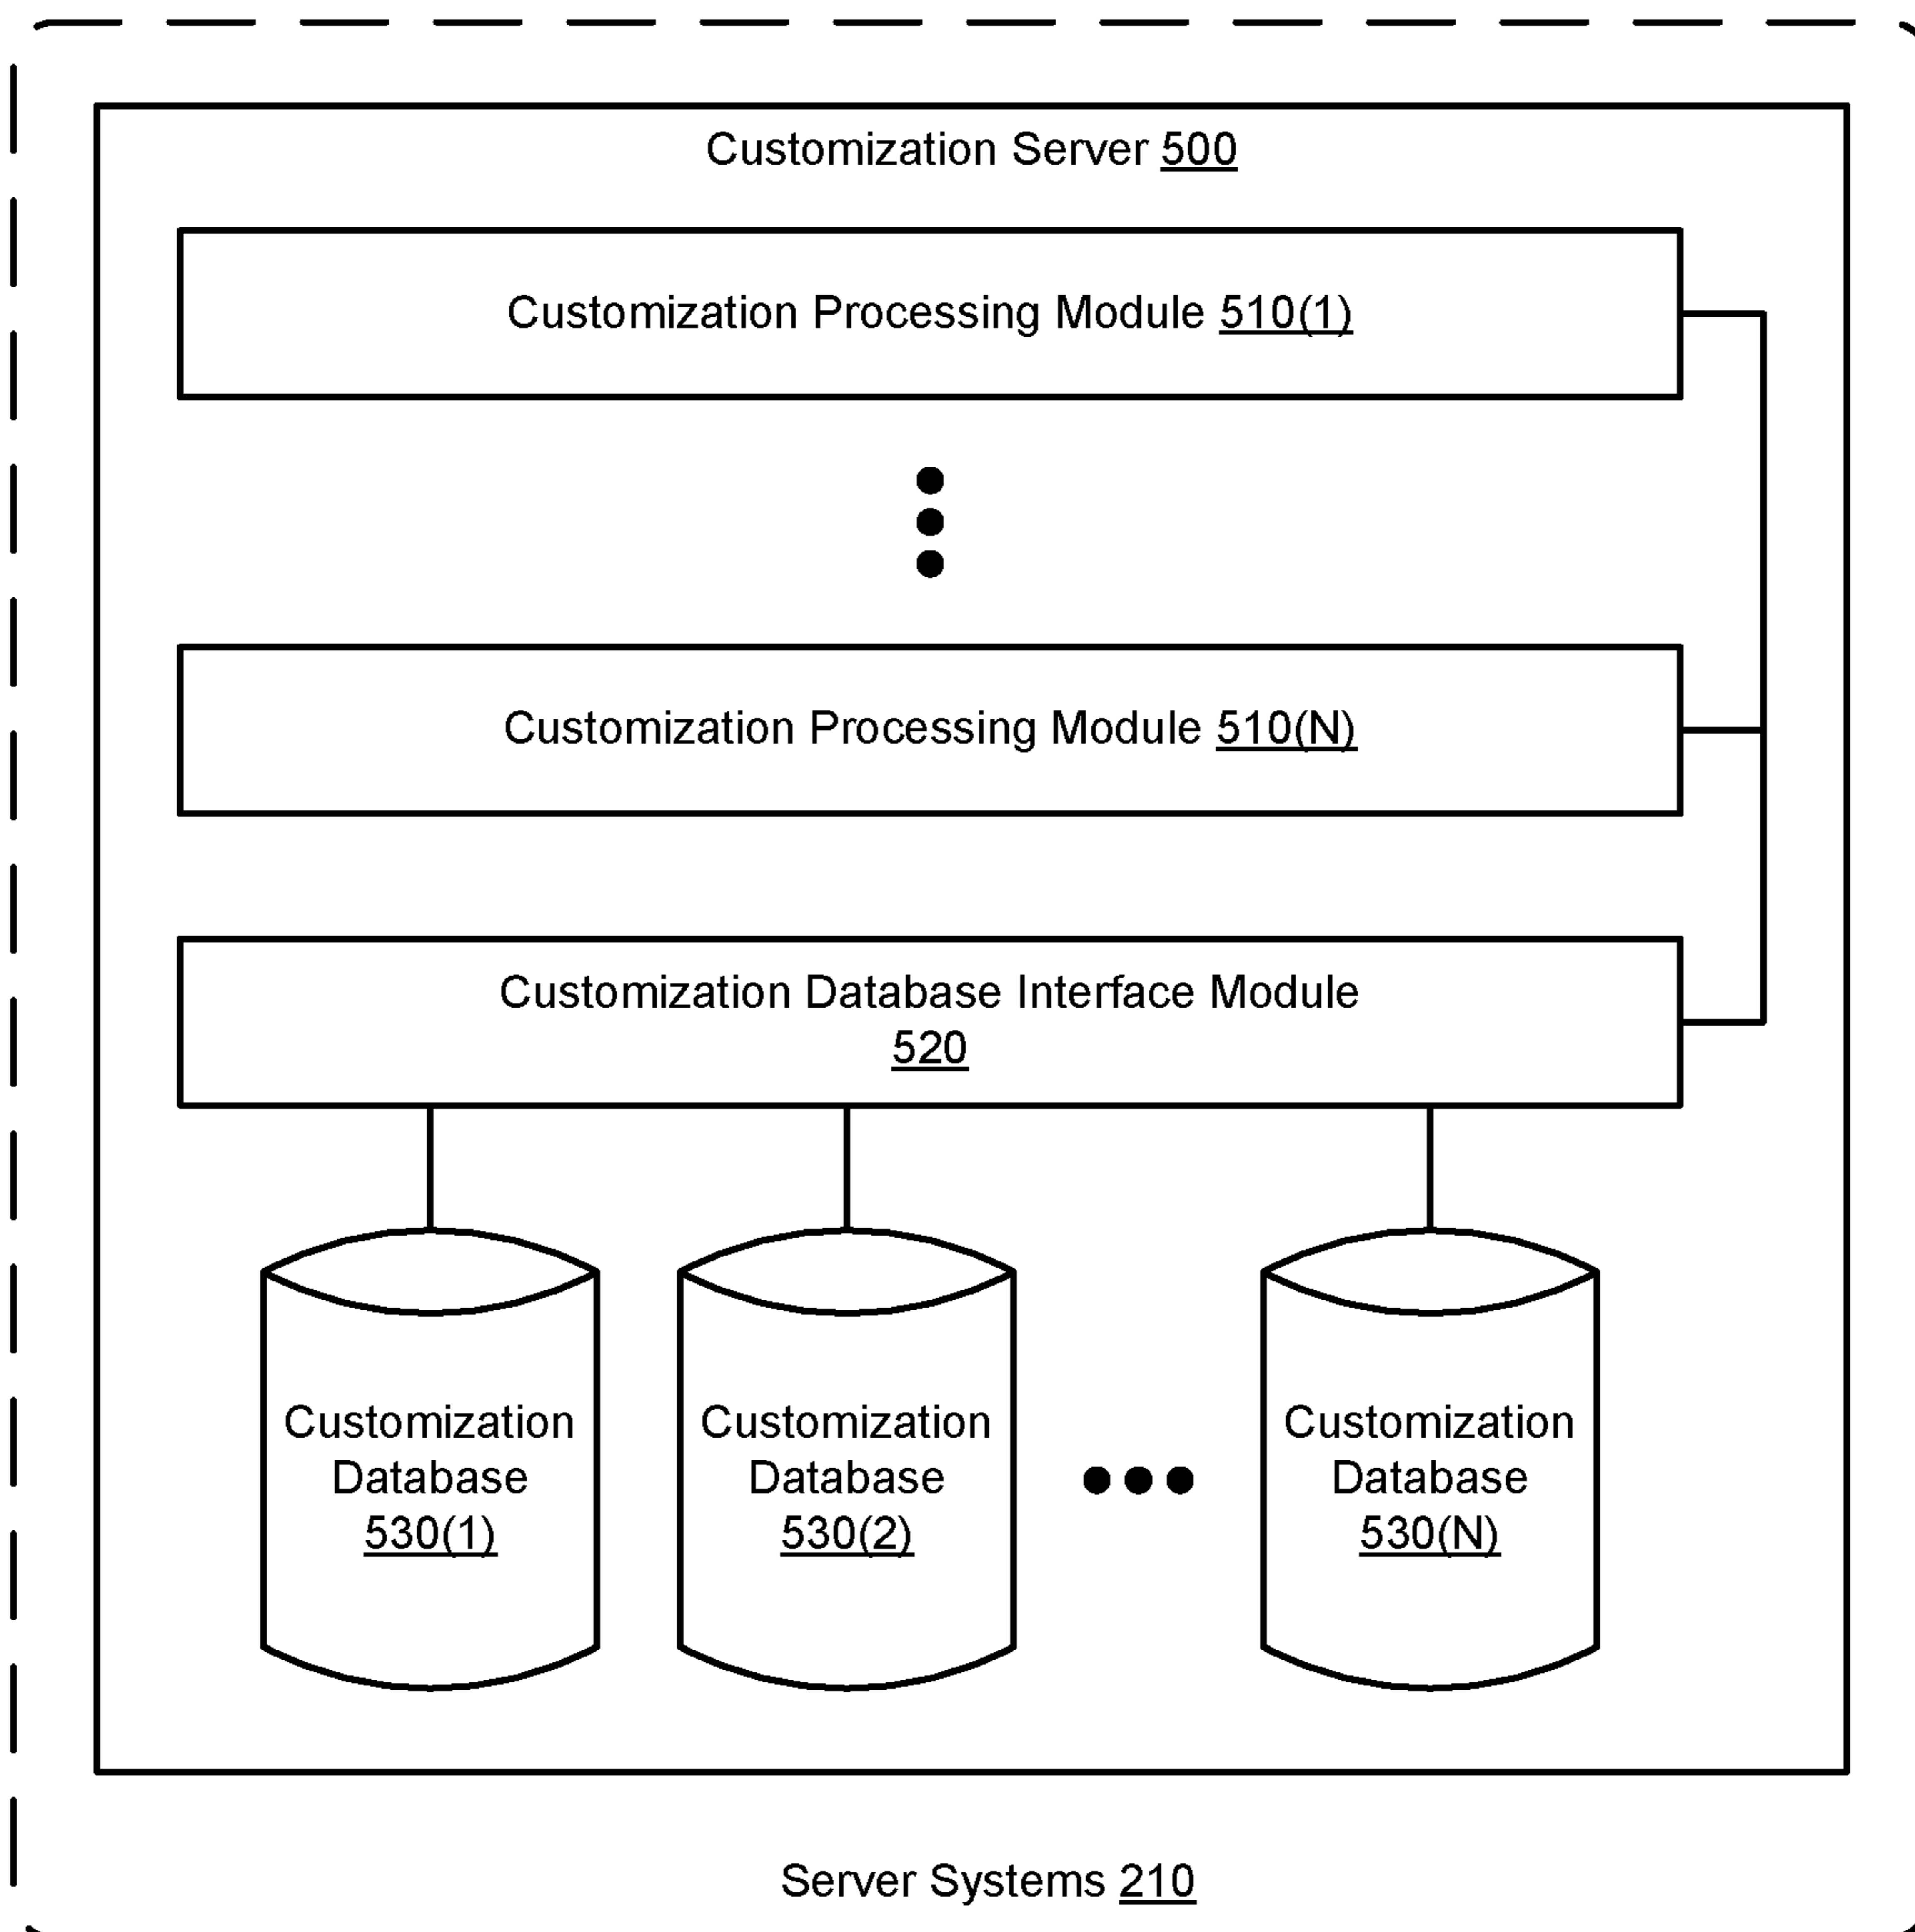 Customization Server 500
Customization Processing Module 510(1)
Customization Processing Module 510(N)
Customization Database Interface Module
520
Customization
Database
530(1)
Customization
Database
530(2)
Customization
Database
530(N)
Server Systems 210